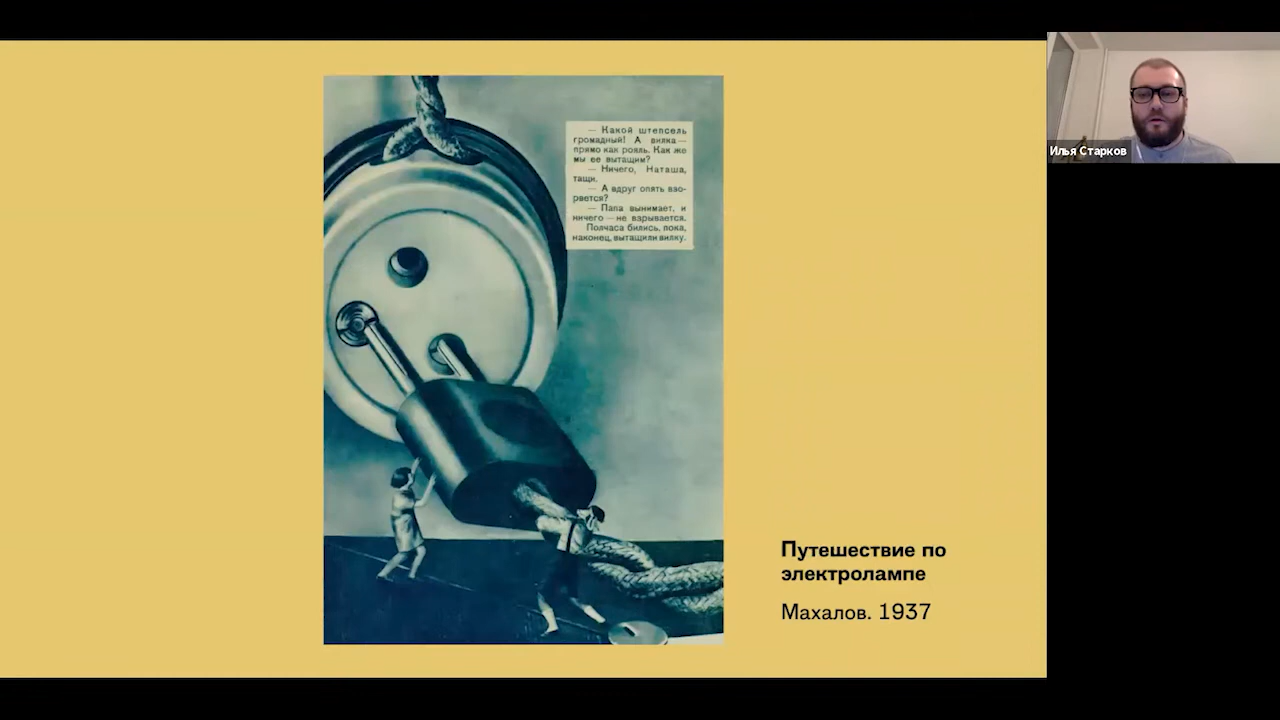 — Какой штепсель
громадный! А вилка —
прямо как рояль. Как же
мы ее вытащим?
— Ничего, Наташа,
тащи.
— А вдруг опять взо-
рвется?
— Папа вынимает, и
ничего — не взрывается.
Полчаса бились, пока,
наконец, вытащили вилку.
Илья Старков
Путешествие по
электролампе
Махалов. 1937